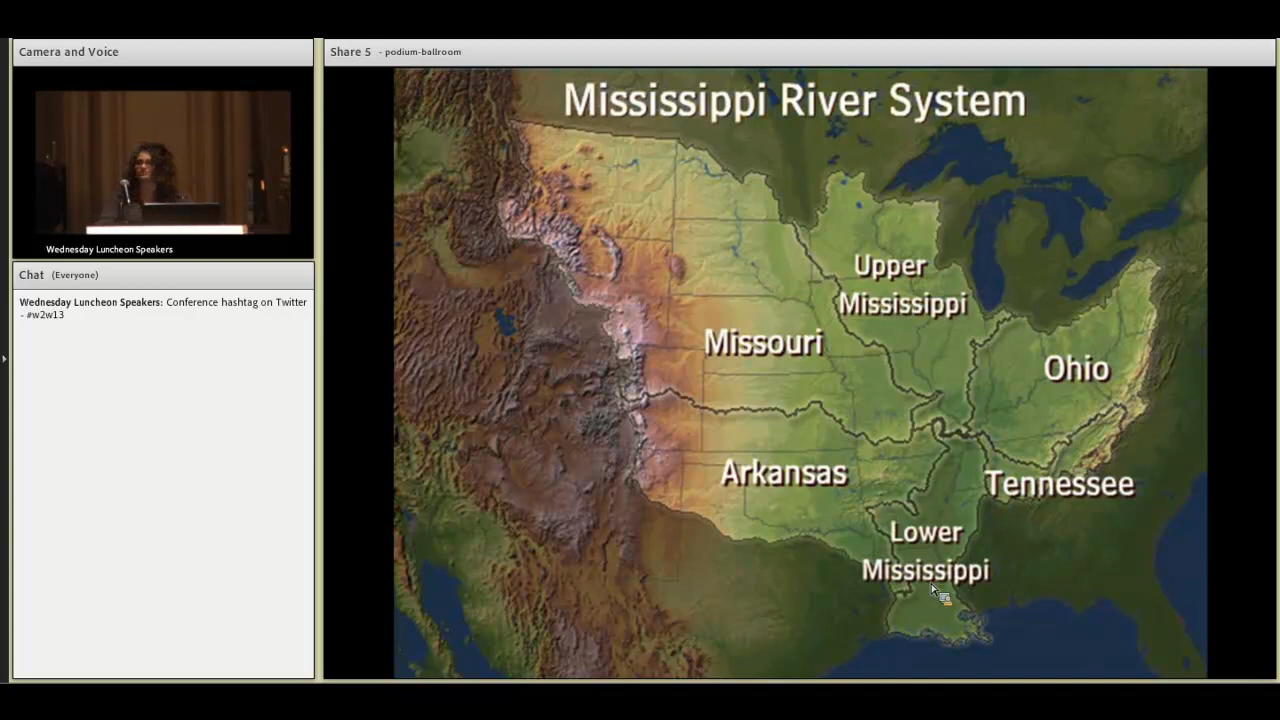 Camera and Voice
Wednesday Luncheon Speakers
Chat (Everyone)
Wednesday Luncheon Speakers: Conference hashtag on Twitter
- #w2w13
Share 5 - podium-ballroom
Mississippi River System
Upper
Mississippi
Missouri
Ohio
Arkansas
Tennessee
Lower
Mississippi